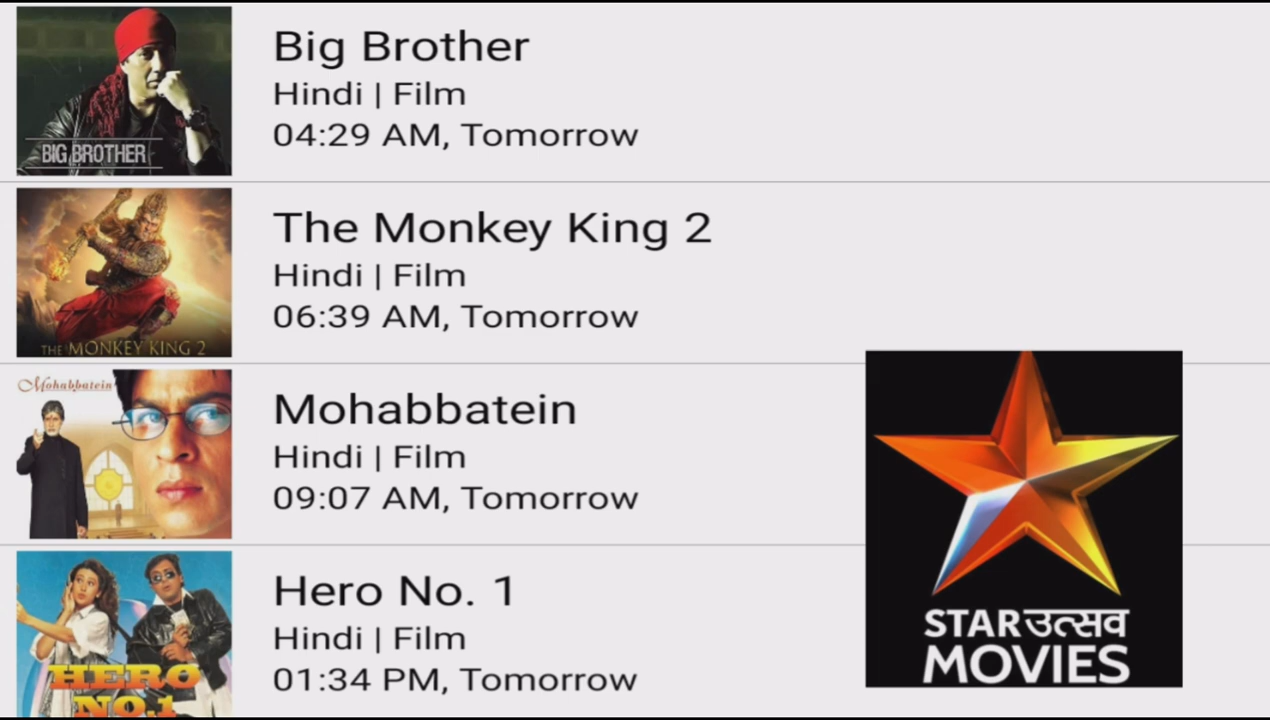 Big Brother
Hindi | Film
04:29 AM, Tomorrow
BIG BROTHER
The Monkey King 2
Hindi | Film
06:39 AM, Tomorrow
THE MONKEY KING 2
Mohabbatein
Mohabbatein
Hindi | Film
09:07 AM, Tomorrow
Hero No. 1
Hindi | Film
01:34 PM, Tomorrow
HERO
NO.1
STAR उत्सव
MOVIES